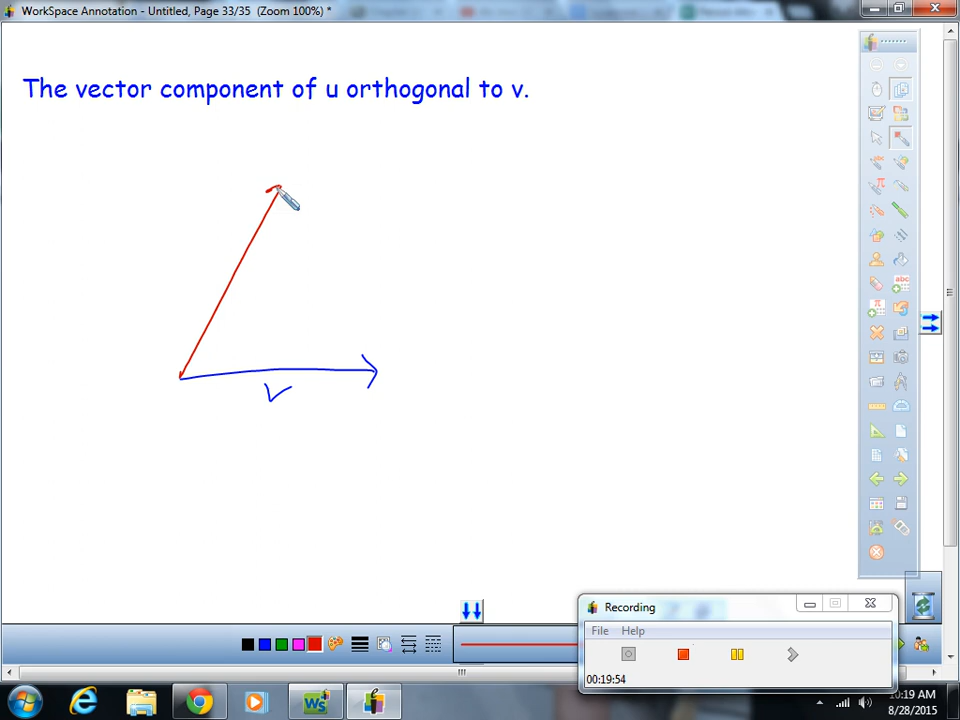 WorkSpace Annotation - Untitled, Page 33/35 (Zoom 100%) *
The vector component of u orthogonal to v.
v
Recording
File Help
00:19:54
10:19 AM
8/28/2015